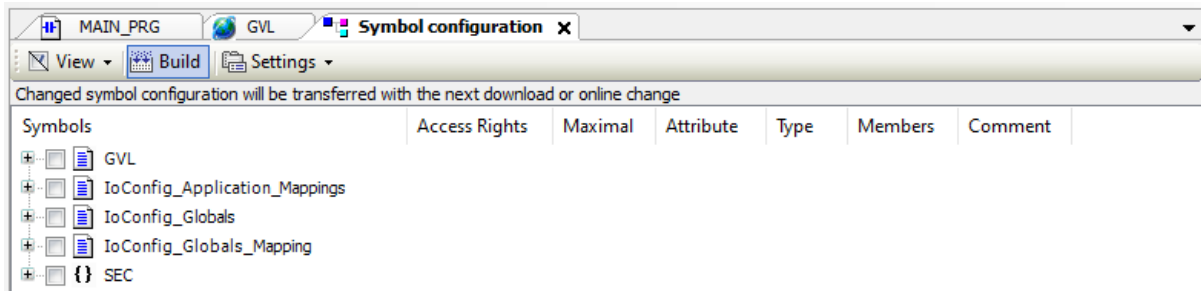 MAIN_PRG GVL Symbol configuration X
View Build Settings
Changed symbol configuration will be transferred with the next download or online change
Symbols Access Rights Maximal Attribute Type Members Comment
GVL
IoConfig_Application_Mappings
IoConfig_Globals
IoConfig_Globals_Mapping
{} SEC